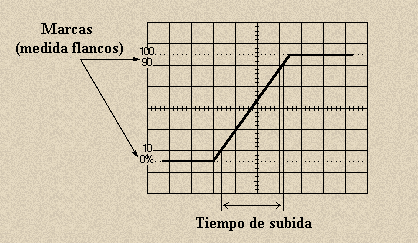 Marcas
(medida flancos)
100
90
10
0%
Tiempo de subida